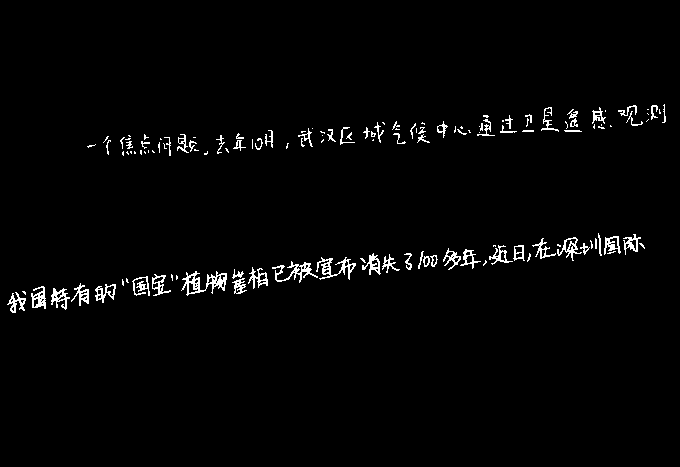 一个焦点问题。去年10月，武汉区域气候中心通过卫星遥感观测
我国特有的“国宝”植物崖柏已被宣布消失了100多年，近日，在深圳国际